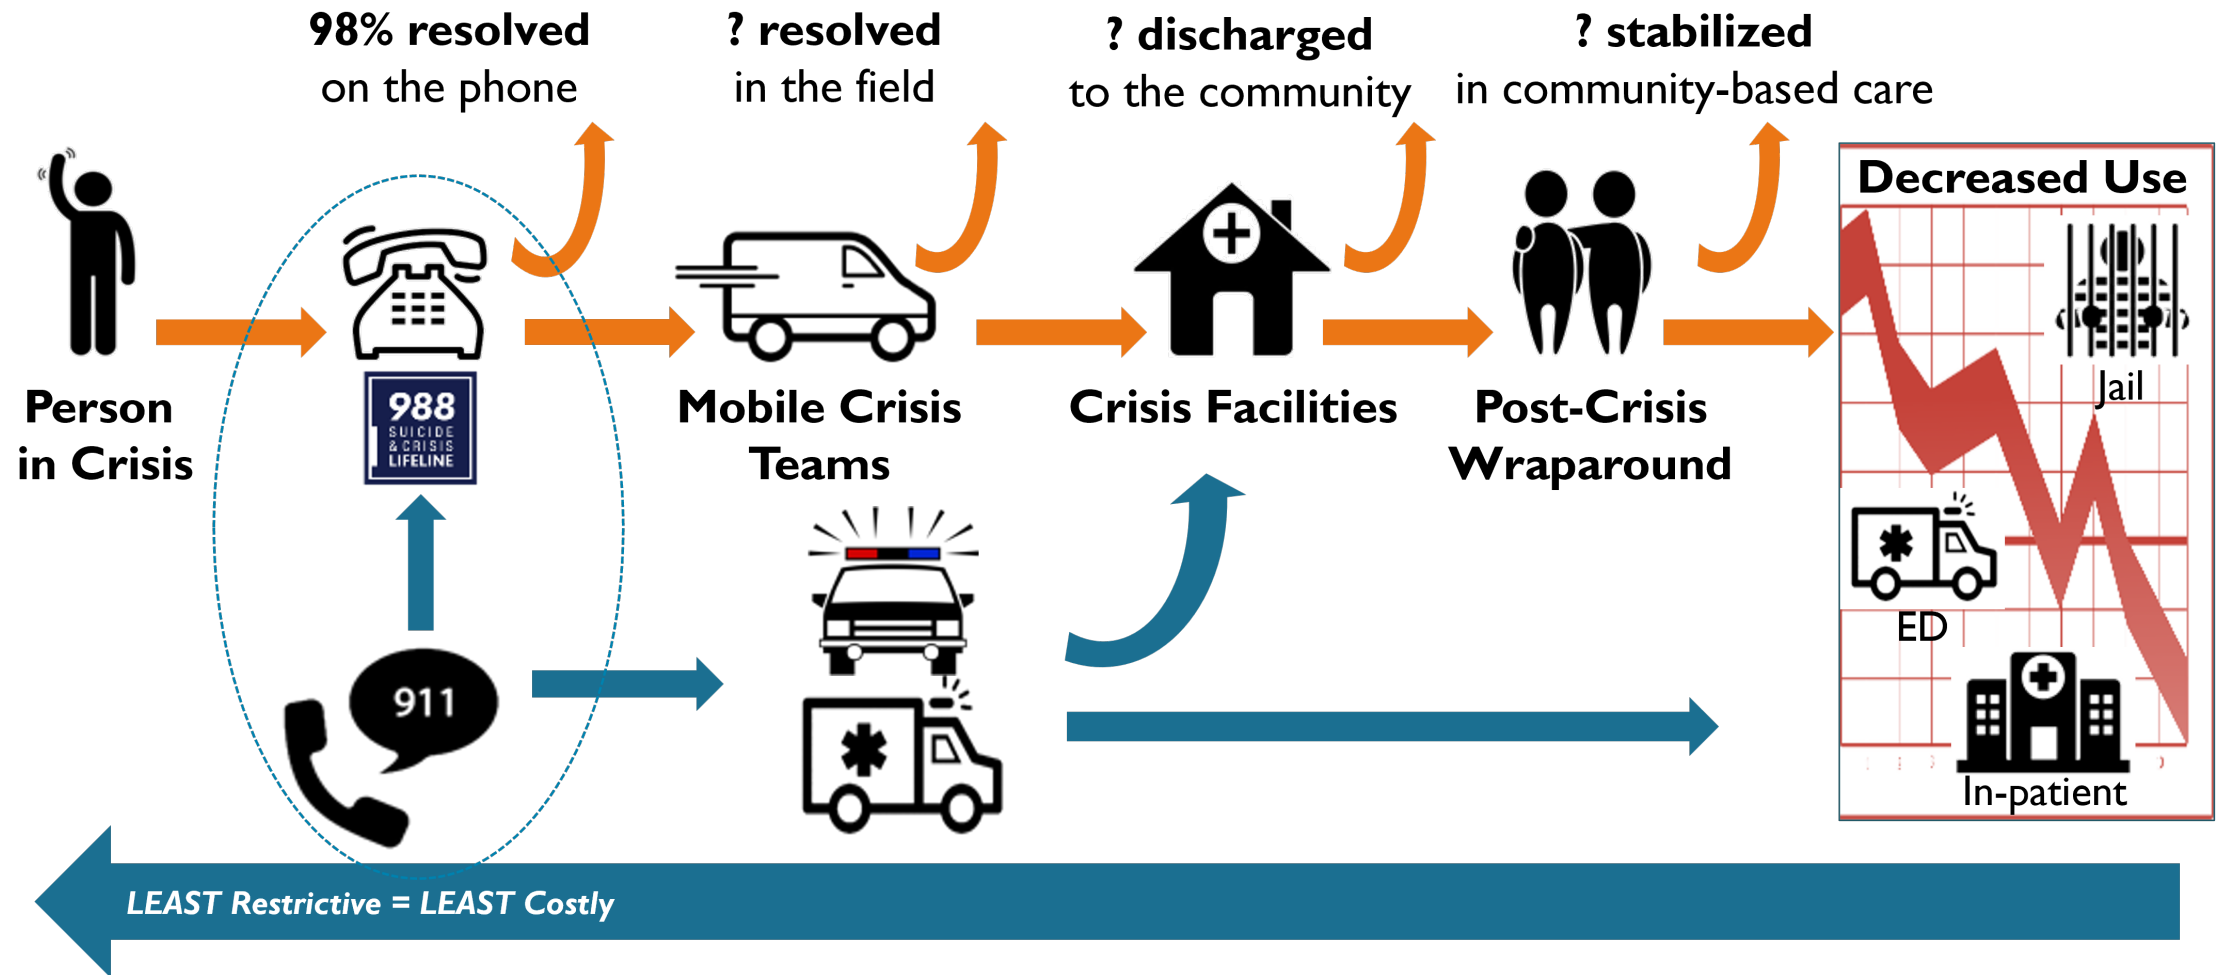 98% resolved
on the phone
? resolved
in the field
? discharged
to the community
? stabilized
in community-based care
Person
in Crisis
988
SUICIDE
& CRISIS
LIFELINE
Mobile Crisis
Teams
Crisis Facilities
Post-Crisis
Wraparound
Decreased Use
Jail
ED
In-patient
911
LEAST Restrictive = LEAST Costly